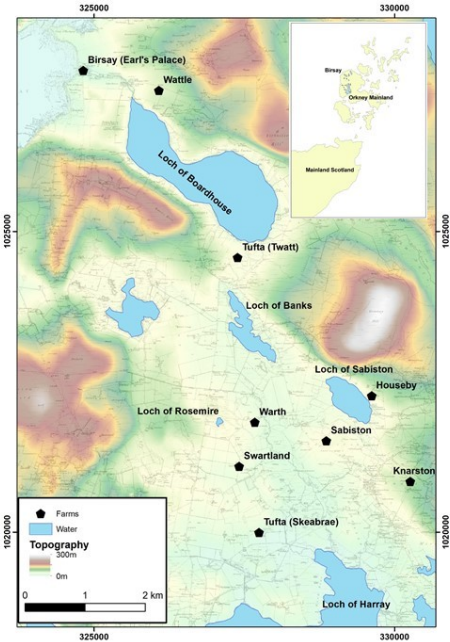 325000
330000
Birsay (Earl's Palace)
Wattle
Birsay
Orkney Mainland
Mainland Scotland
Loch of Boardhouse
1025000
1025000
Tufta (Twatt)
Loch of Banks
Loch of Sabiston
Houseby
Loch of Rosemire
Warth
Sabiston
Swartland
Knarston
Tufta (Skeabrae)
1020000
1020000
Farms
Water
Topography
300m
0m
0 1 2 km
Loch of Harray
325000
330000